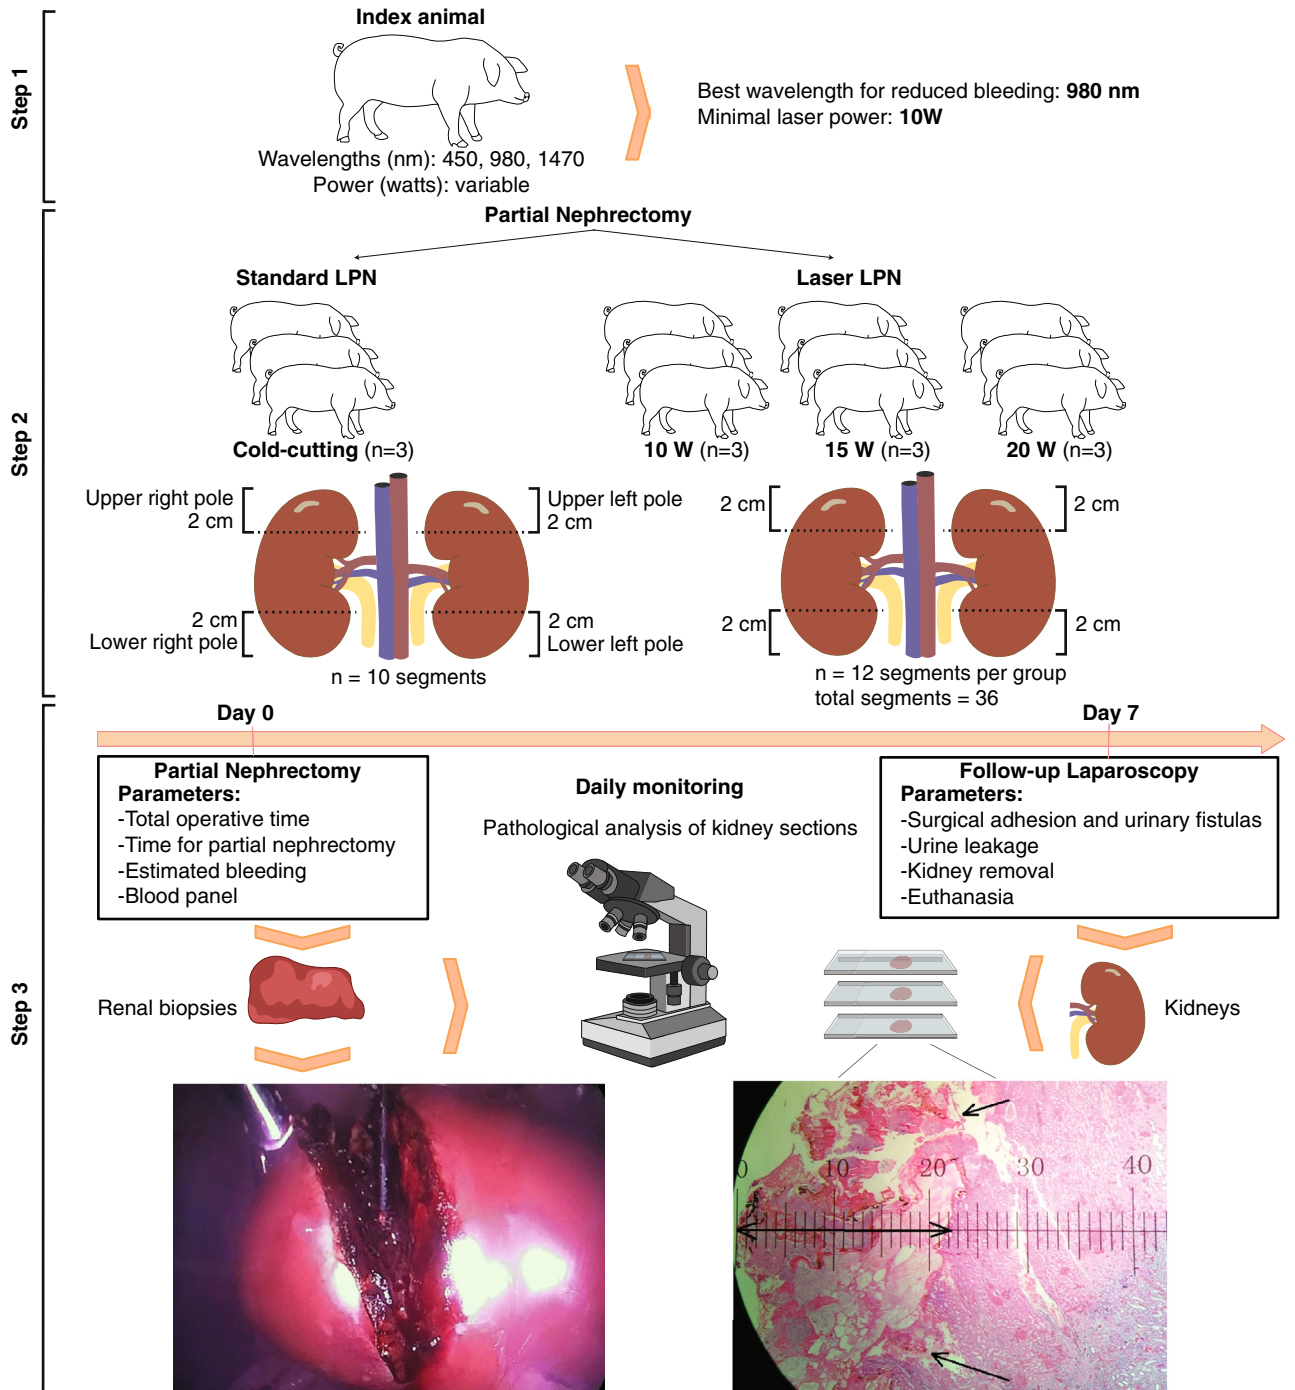 Step 1
Index animal
Wavelengths (nm): 450, 980, 1470
Power (watts): variable
Best wavelength for reduced bleeding: 980 nm
Minimal laser power: 10W
Step 2
Partial Nephrectomy
Standard LPN
Laser LPN
Cold-cutting (n=3)
10 W (n=3)
15 W (n=3)
20 W (n=3)
Upper right pole
2 cm
Upper left pole
2 cm
2 cm
Lower right pole
2 cm
Lower left pole
n = 10 segments
2 cm
2 cm
2 cm
2 cm
n = 12 segments per group
total segments = 36
Step 3
Day 0
Day 7
Partial Nephrectomy
Parameters:
-Total operative time
-Time for partial nephrectomy
-Estimated bleeding
-Blood panel
Daily monitoring
Pathological analysis of kidney sections
Follow-up Laparoscopy
Parameters:
-Surgical adhesion and urinary fistulas
-Urine leakage
-Kidney removal
-Euthanasia
Renal biopsies
Kidneys
0 10 20 30 40